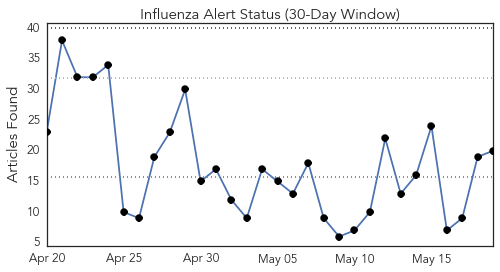 Influenza Alert Status (30-Day Window)
Articles Found
40
35
30
25
20
15
10
5
Apr 20 Apr 25 Apr 30 May 05 May 10 May 15